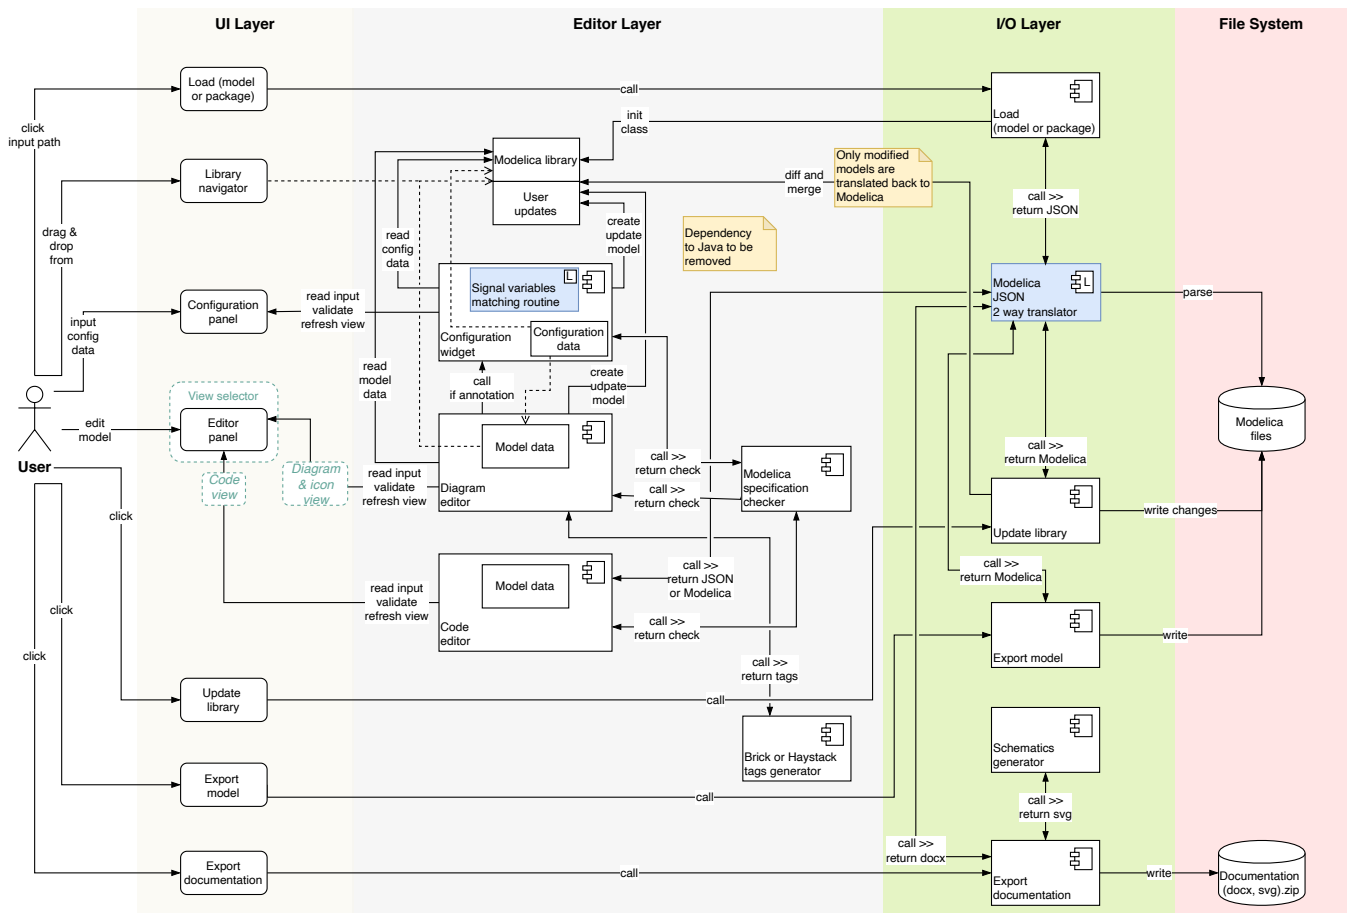 UI Layer
Editor Layer
I/O Layer
File System
Load (model
or package)
call
Load
(model or package)
click
input path
init
class
Modelica library
User
updates
Only modified
models are
translated back to
Modelica
diff and
merge
Library
navigator
call >>
return JSON
drag &
drop
from
read
config
data
create
update
model
Dependency
to Java to be
removed
Signal variables
matching routine
L
Modelica
JSON
2 way translator
L
parse
Configuration
panel
read input
validate
refresh view
Configuration
widget
Configuration
data
input
config
data
read
model
data
call
if annotation
create
udpate
model
View selector
Editor
panel
edit
model
Modelica
files
User
Code
view
Diagram
& icon
view
read input
validate
refresh view
Model data
Diagram
editor
call >>
return check
call >>
return check
Modelica
specification
checker
call >>
return Modelica
Update library
write changes
click
call >>
return Modelica
read input
validate
refresh view
Model data
Code
editor
call >>
return JSON
or Modelica
call >>
return check
click
click
Export model
write
call >>
return tags
Update
library
call
Brick or Haystack
tags generator
Schematics
generator
Export
model
call
call >>
return svg
call >>
return docx
Export
documentation
call
Export
documentation
write
Documentation
(docx, svg).zip